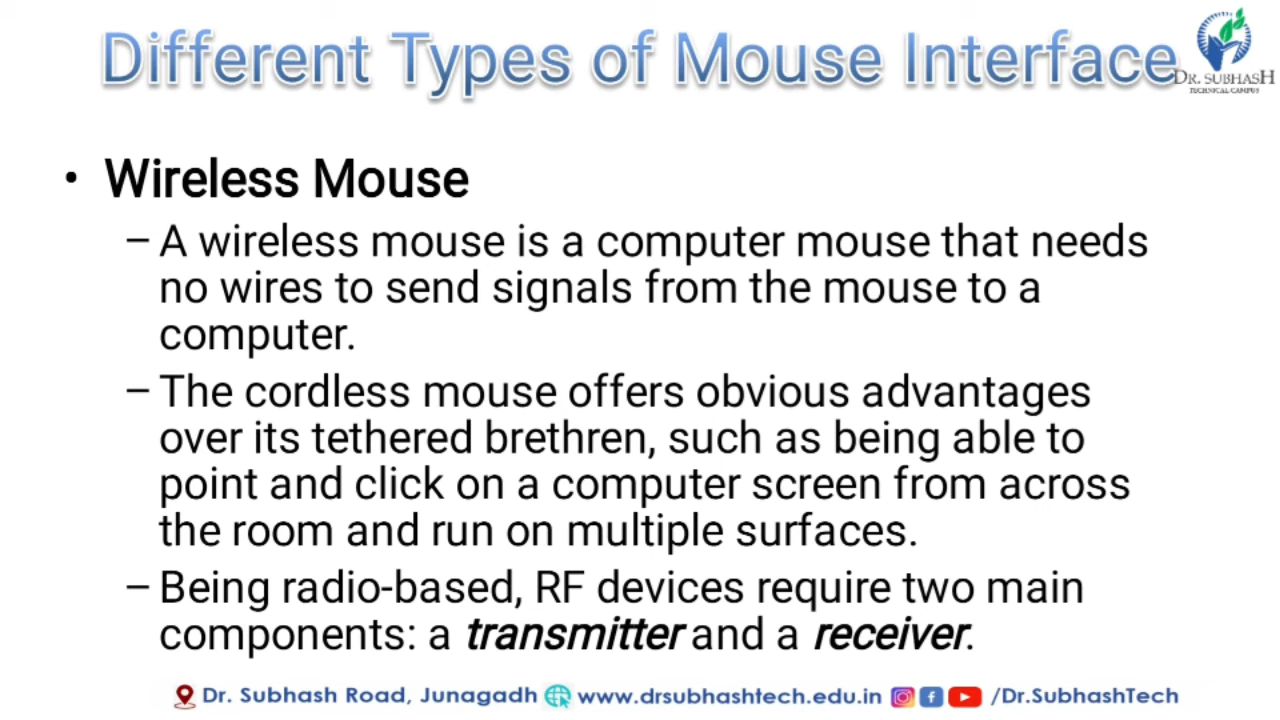 Different Types of Mouse Interface
DR. SUBHASH
TECHNICAL CAMPUS
• Wireless Mouse
– A wireless mouse is a computer mouse that needs
no wires to send signals from the mouse to a
computer.
– The cordless mouse offers obvious advantages
over its tethered brethren, such as being able to
point and click on a computer screen from across
the room and run on multiple surfaces.
– Being radio-based, RF devices require two main
components: a transmitter and a receiver.
Dr. Subhash Road, Junagadh www.drsubhashtech.edu.in /Dr.SubhashTech